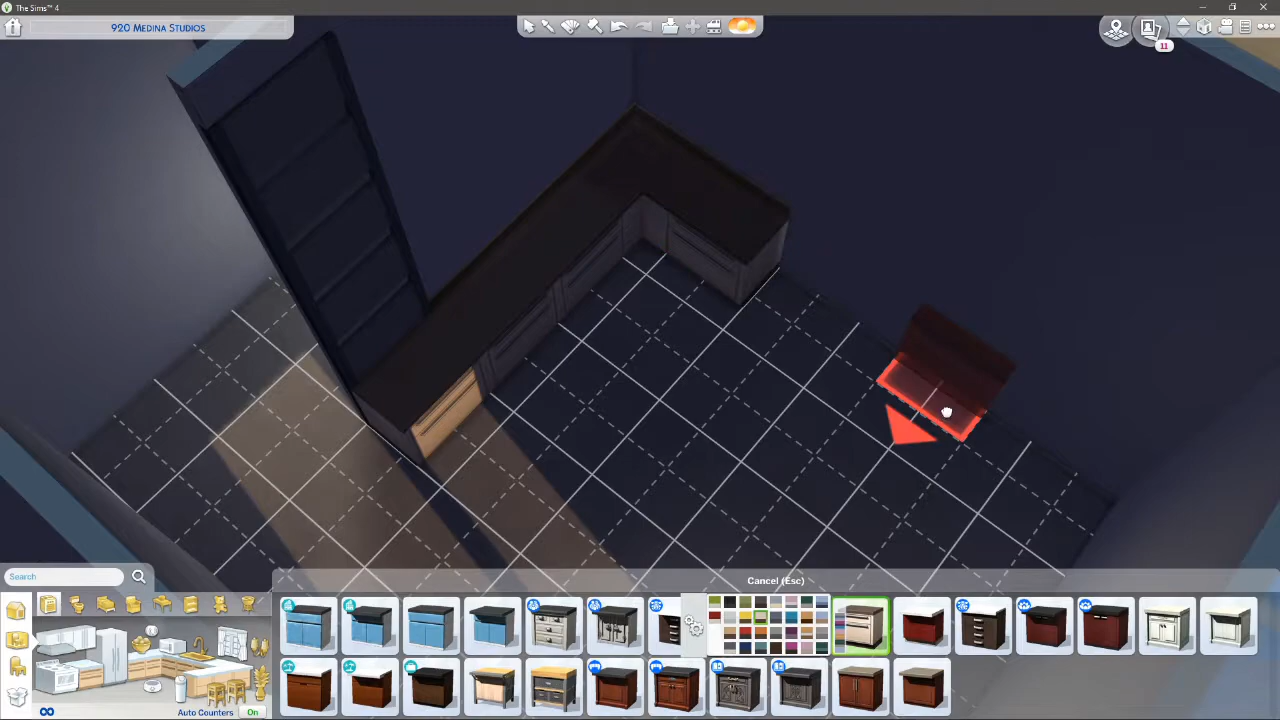 The Sims™ 4
920 Medina Studios
11
Cancel (Esc)
Search
Auto Counters
On